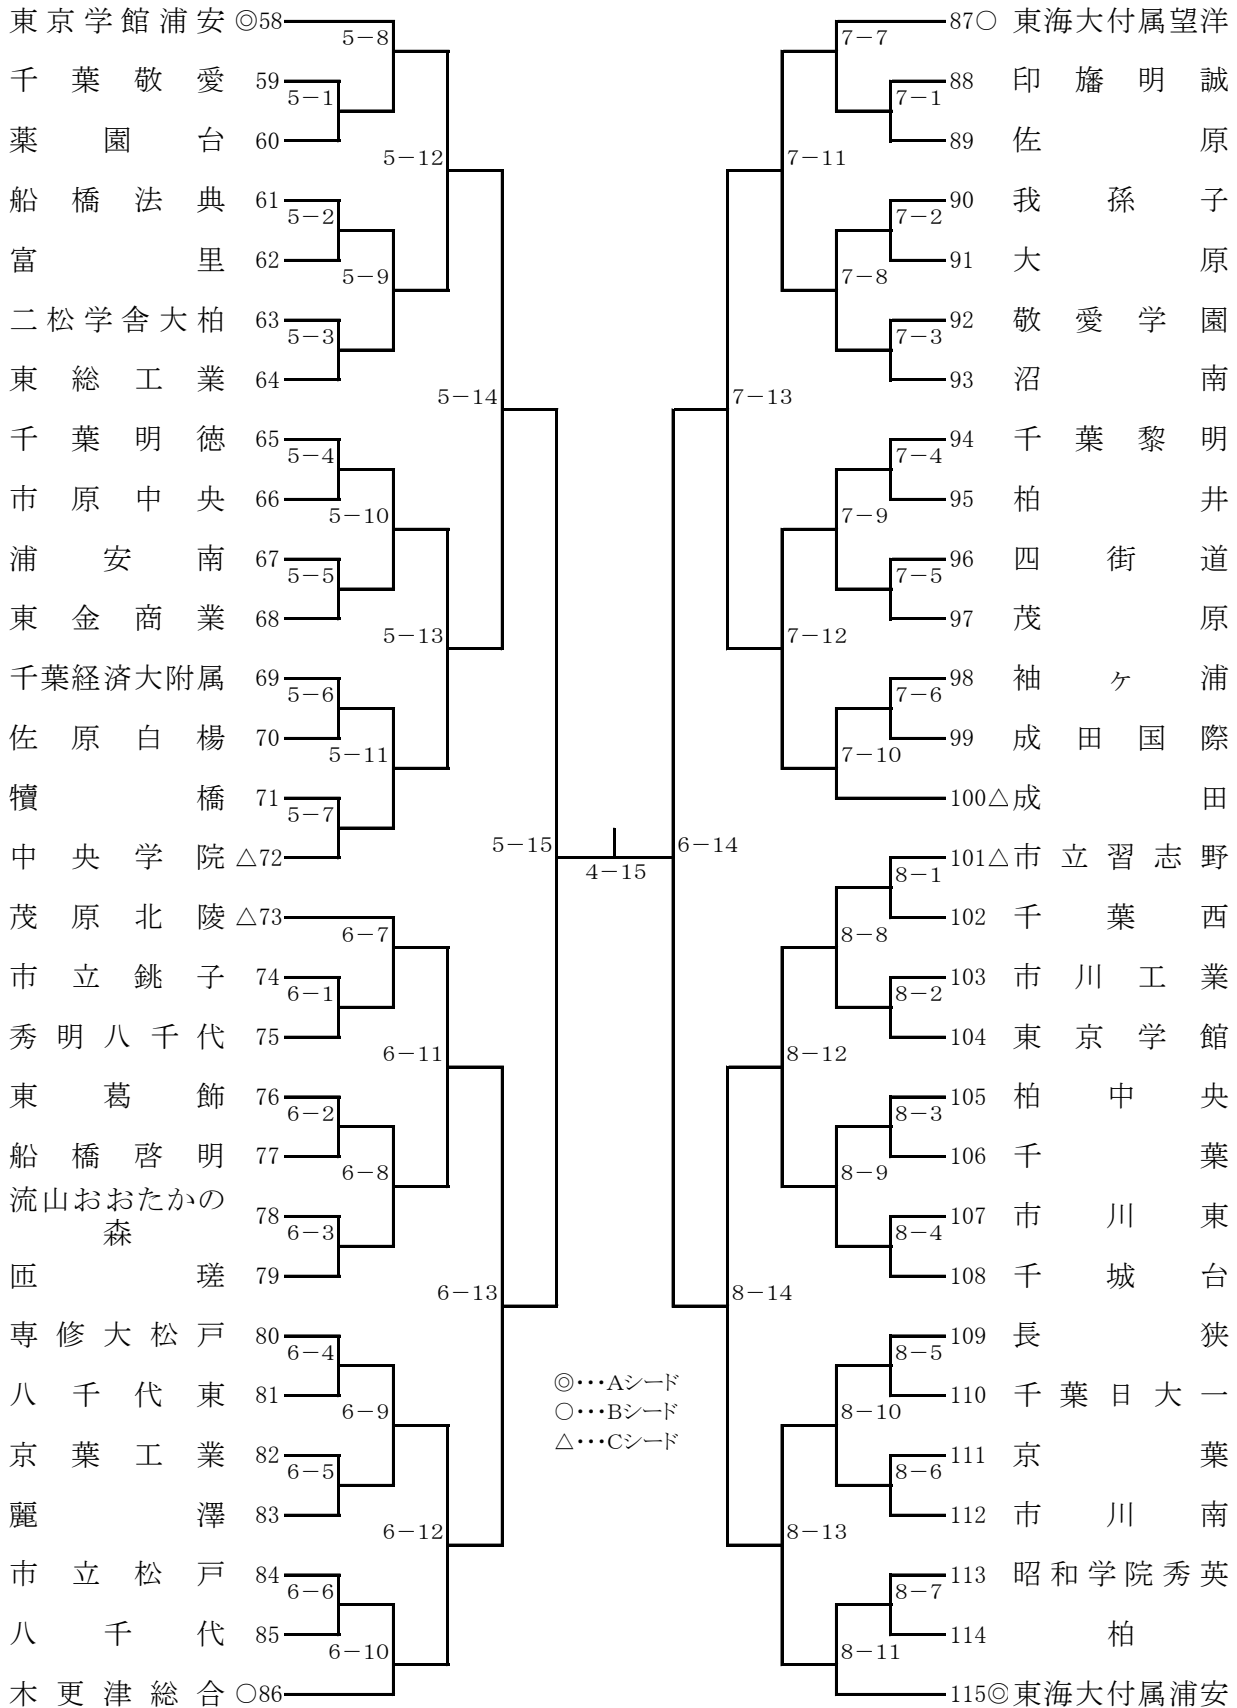 東京学館浦安 ◎58
5－8
千葉敬愛 59
5－1
薬園台 60
5－12
船橋法典 61
5－2
富里 62
5－9
二松学舎大柏 63
5－3
東総工業 64
5－14
千葉明徳 65
5－4
市原中央 66
5－10
浦安南 67
5－5
東金商業 68
5－13
千葉経済大附属 69
5－6
佐原白楊 70
5－11
犢橋 71
5－7
中央学院 △72
5－15
茂原北陵 △73
6－7
市立銚子 74
6－1
秀明八千代 75
6－11
東葛飾 76
6－2
船橋啓明 77
6－8
流山おおたかの
森
78
6－3
匝瑳 79
6－13
専修大松戸 80
6－4
八千代東 81
6－9
京葉工業 82
6－5
麗澤 83
6－12
市立松戸 84
6－6
八千代 85
6－10
木更津総合 ○86
4－15
◎・・・Aシード
○・・・Bシード
△・・・Cシード
87○ 東海大付属望洋
7－7
88 印旛明誠
7－1
89 佐原
7－11
90 我孫子
7－2
91 大原
7－8
92 敬愛学園
7－3
93 沼南
7－13
94 千葉黎明
7－4
95 柏井
7－9
96 四街道
7－5
97 茂原
7－12
98 袖ヶ浦
7－6
99 成田国際
7－10
100△成田
6－14
101△市立習志野
8－1
102 千葉西
8－8
103 市川工業
8－2
104 東京学館
8－12
105 柏中央
8－3
106 千葉
8－9
107 市川東
8－4
108 千城台
8－14
109 長狭
8－5
110 千葉日大一
8－10
111 京葉
8－6
112 市川南
8－13
113 昭和学院秀英
8－7
114 柏
8－11
115◎東海大付属浦安